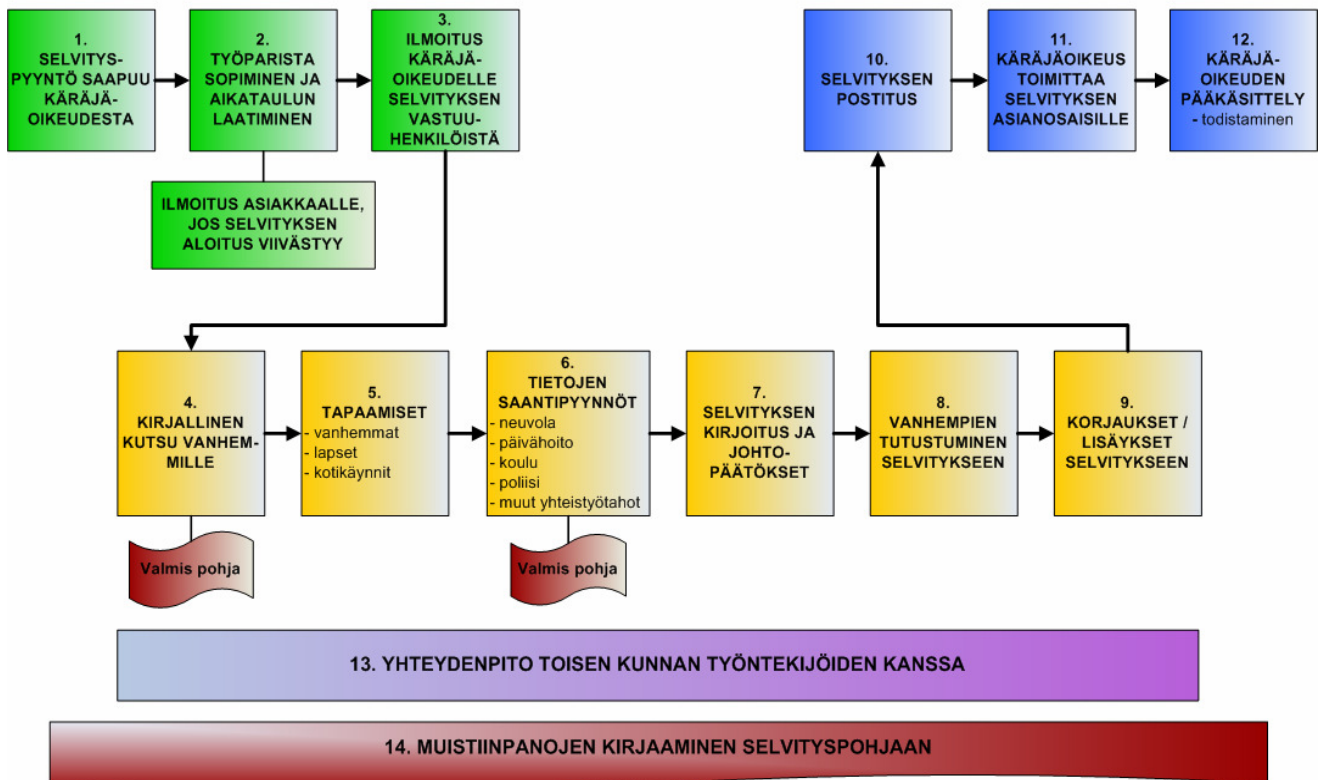 1.
SELVITYS-
PYYNTÖ SAAPUU
KÄRÄJÄ-
OIKEUDESTA
2.
TYÖPARISTA
SOPIMINEN JA
AIKATAULUN
LAATIMINEN
3.
ILMOITUS
KÄRÄJÄ-
OIKEUDELLE
SELVITYKSEN
VASTUU-
HENKILÖISTÄ
ILMOITUS ASIAKKAALLE,
JOS SELVITYKSEN
ALOITUS VIIVÄSTYY
10.
SELVITYKSEN
POSTITUS
11.
KÄRÄJÄOIKEUS
TOIMITTAA
SELVITYKSEN
ASIANOSAISILLE
12.
KÄRÄJÄ-
OIKEUDEN
PÄÄKÄSITTELY
- todistaminen
4.
KIRJALLINEN
KUTSU VANHEM-
MILLE
Valmis pohja
5.
TAPAAMISET
- vanhemmat
- lapset
- kotikäynnit
6.
TIETOJEN
SAANTIPYYNNÖT
- neuvola
- päivähoito
- koulu
- poliisi
- muut yhteistyötahot
Valmis pohja
7.
SELVITYKSEN
KIRJOITUS JA
JOHTO-
PÄÄTÖKSET
8.
VANHEMPIEN
TUTUSTUMINEN
SELVITYKSEEN
9.
KORJAUKSET /
LISÄYKSET
SELVITYKSEEN
13. YHTEYDENPITO TOISEN KUNNAN TYÖNTEKIJÖIDEN KANSSA
14. MUISTIINPANOJEN KIRJAAMINEN SELVITYSPOHJAAN